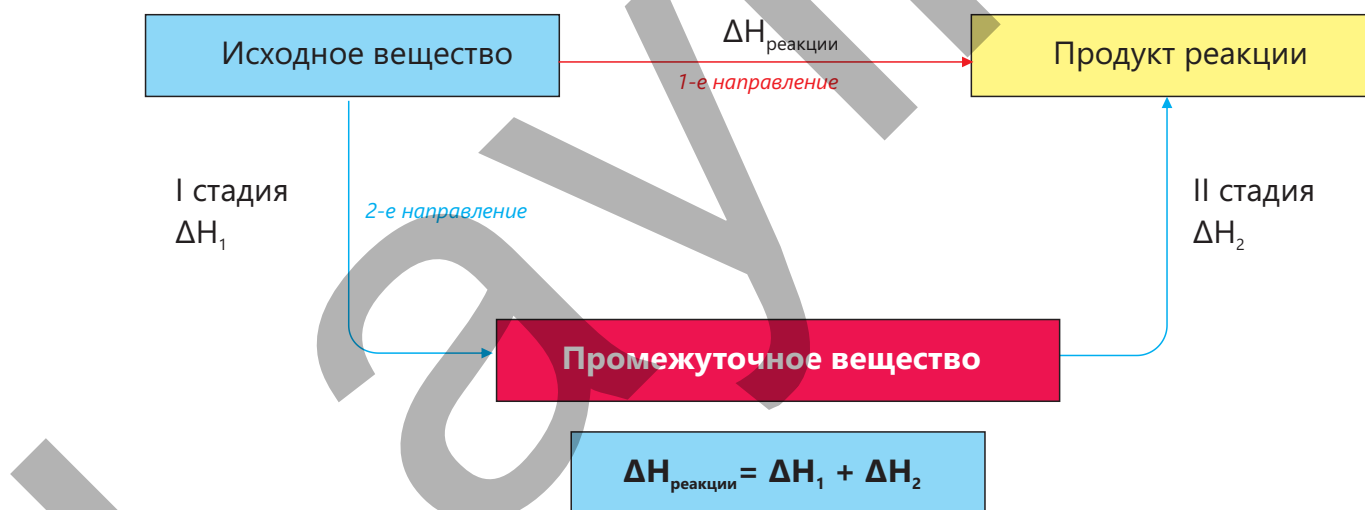 Исходное вещество
ΔHреакции
1-е направление
Продукт реакции
I стадия
ΔH₁
2-е направление
II стадия
ΔH₂
Промежуточное вещество
ΔHреакции = ΔH₁ + ΔH₂